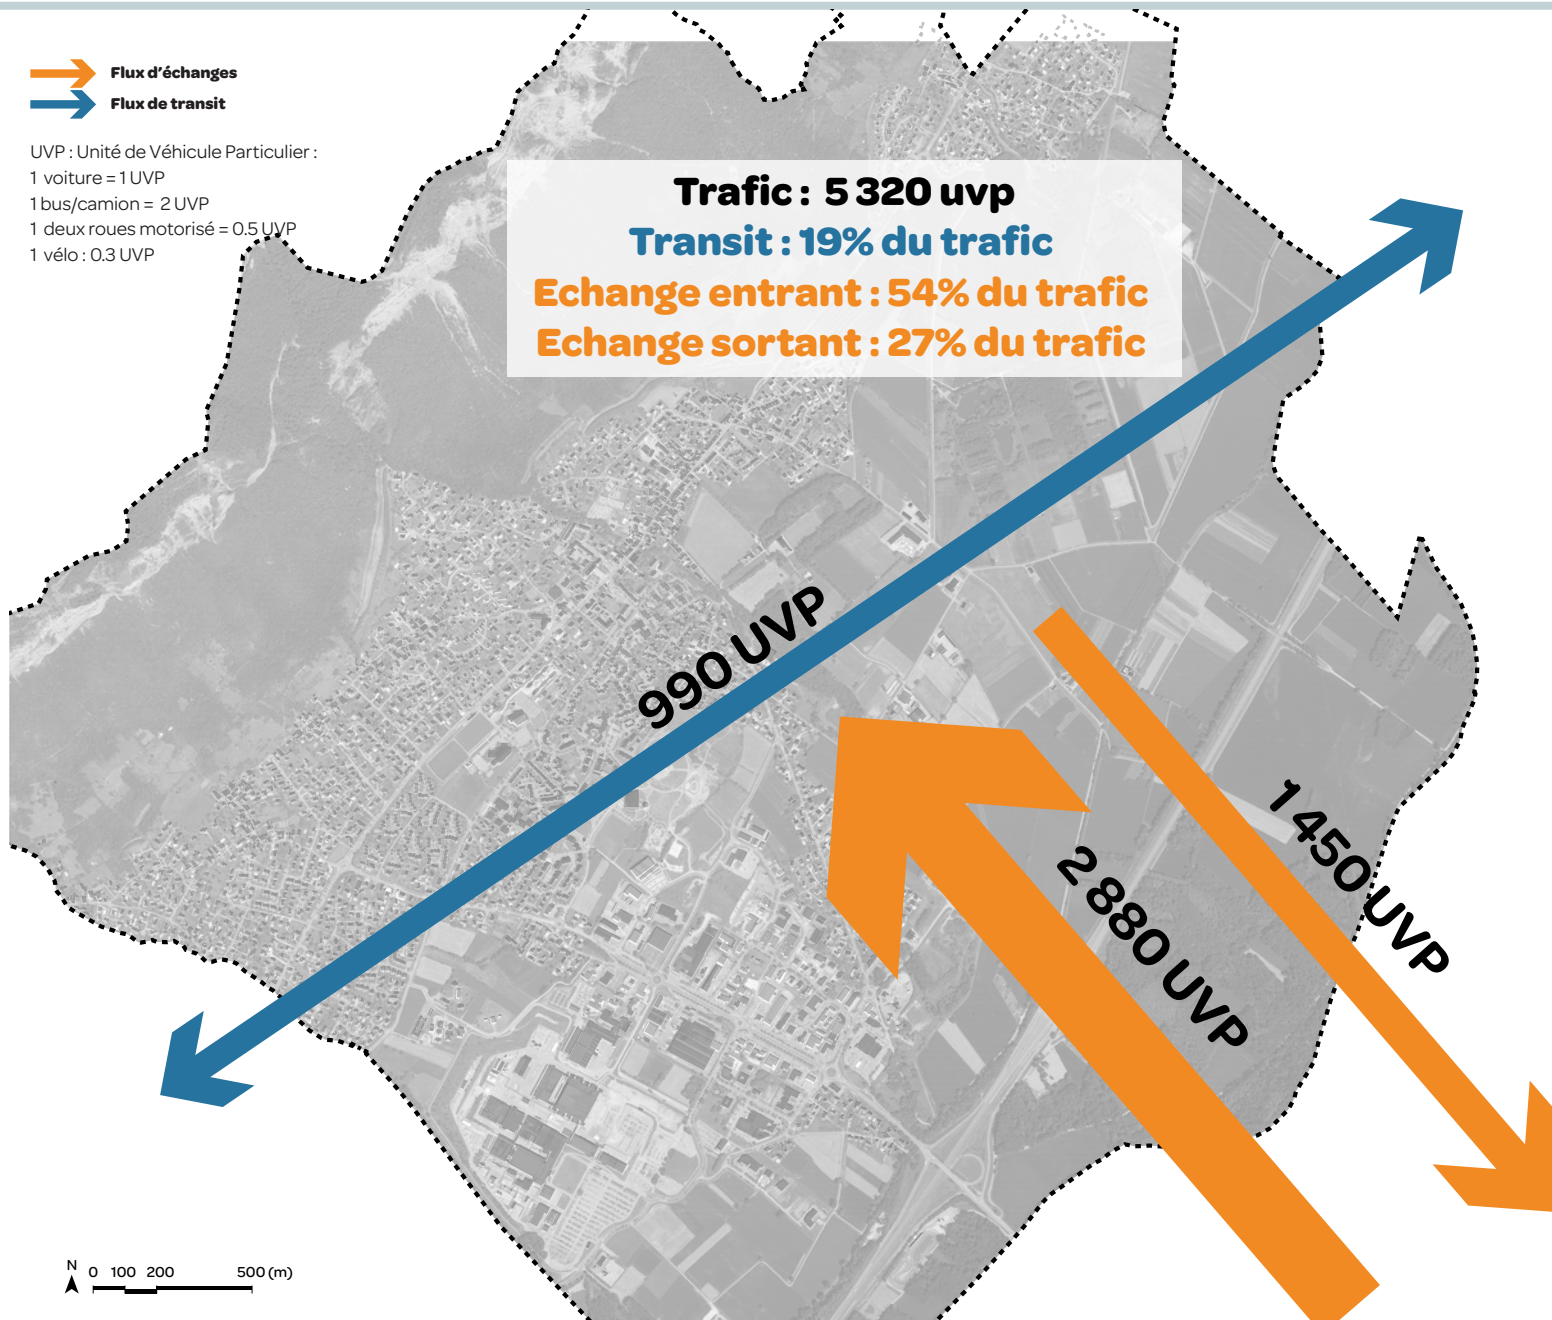 Flux d'échanges
Flux de transit
UVP : Unité de Véhicule Particulier :
1 voiture = 1 UVP
1 bus/camion = 2 UVP
1 deux roues motorisé = 0.5 UVP
1 vélo : 0.3 UVP
Trafic : 5 320 uvp
Transit : 19% du trafic
Echange entrant : 54% du trafic
Echange sortant : 27% du trafic
990 UVP
1 450 UVP
2 880 UVP
N 0 100 200 500 (m)